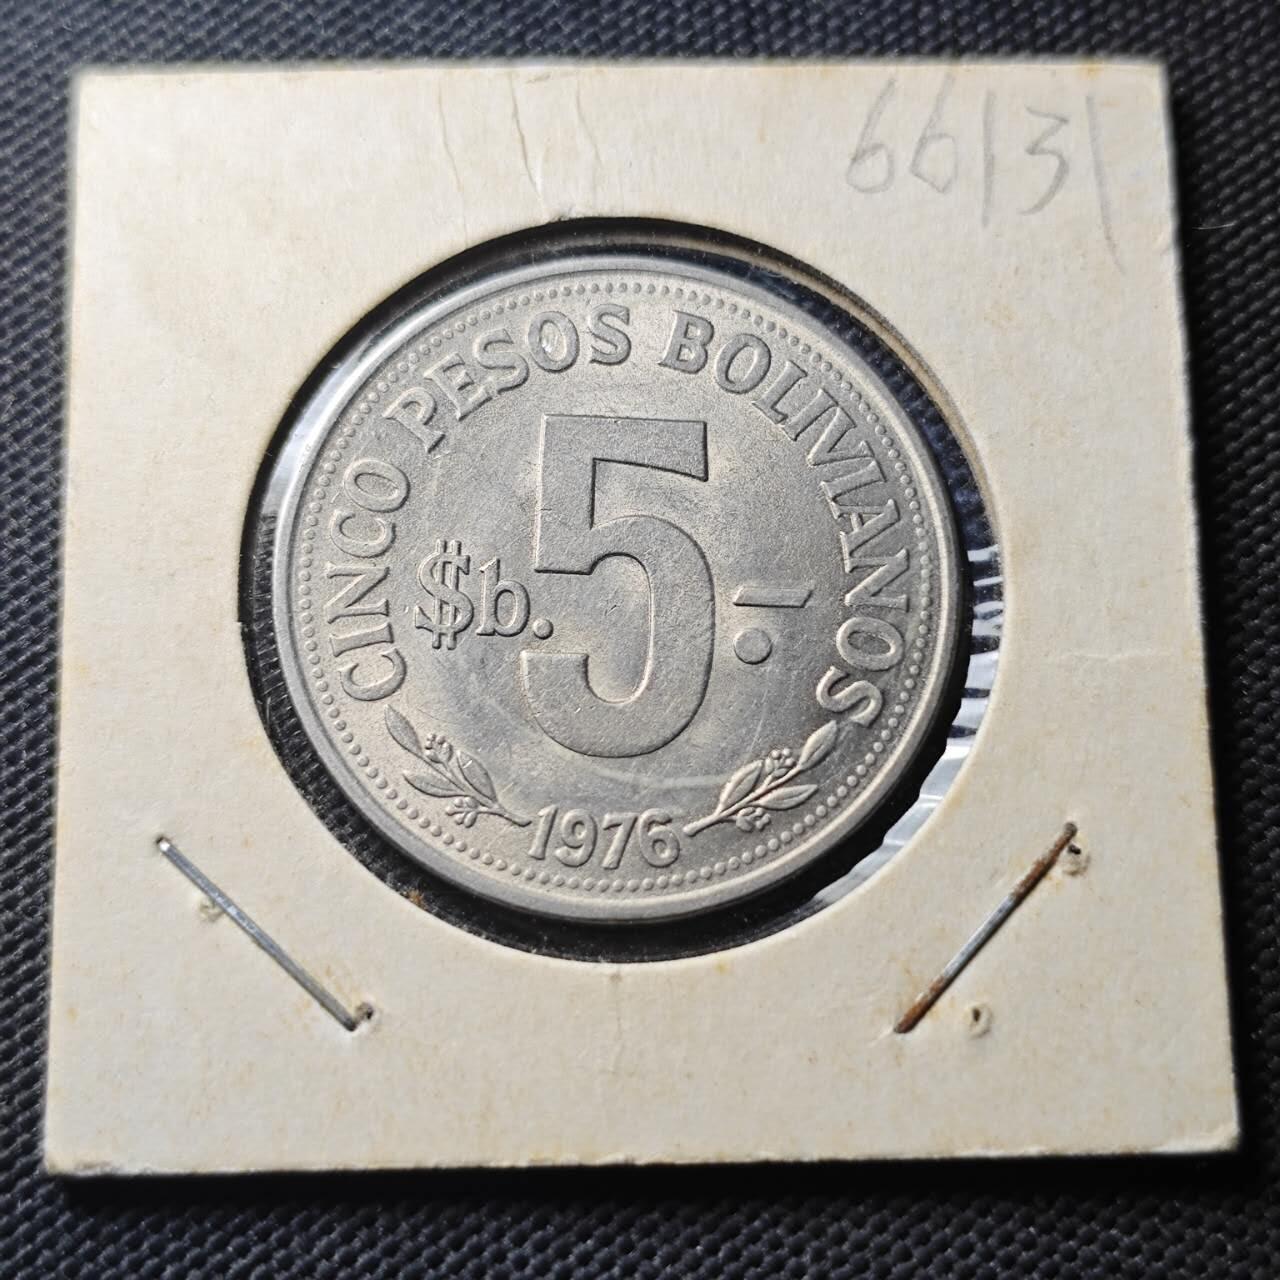 66131
CINCO PESOS BOLIVIANOS
$b. 5.-
1976